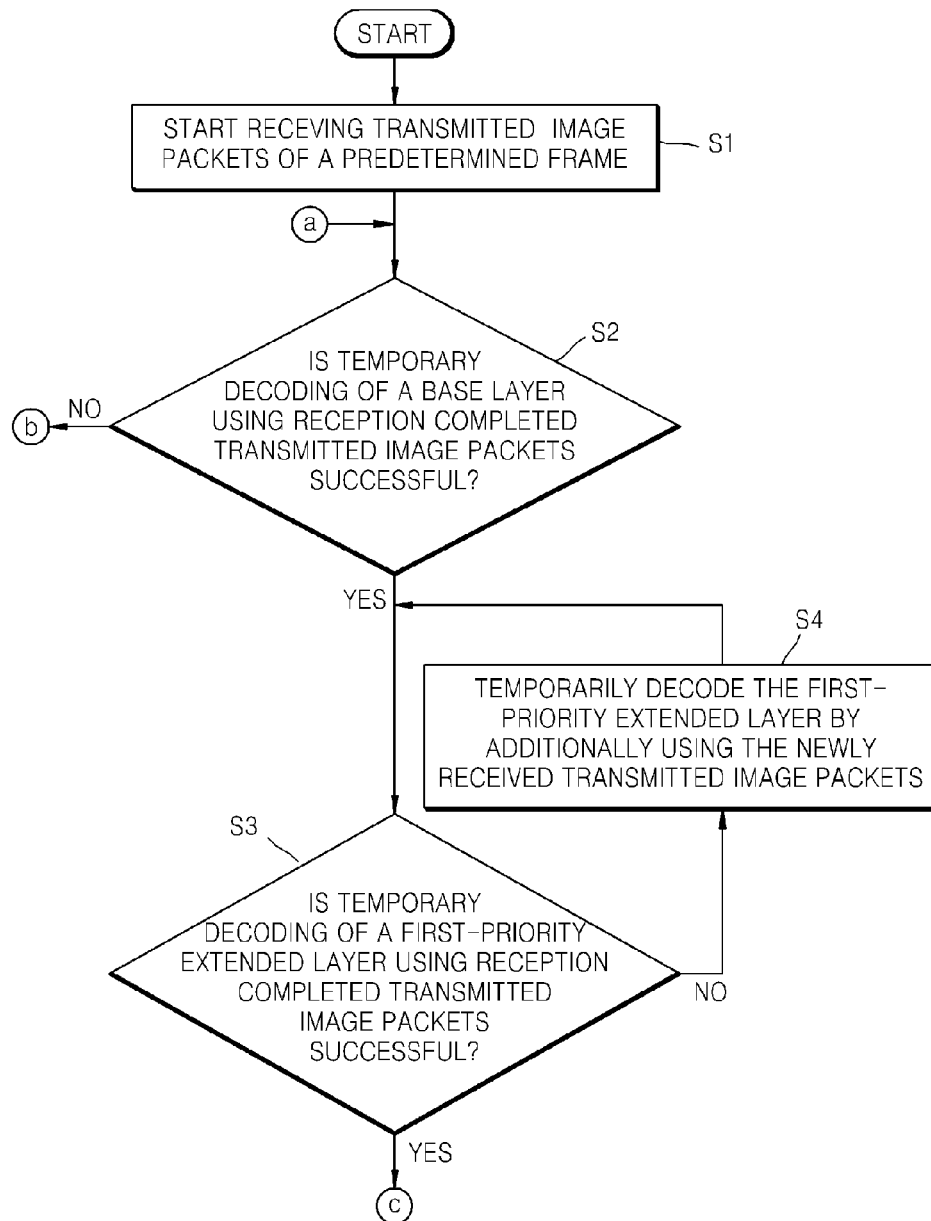 START
START RECEVING TRANSMITTED IMAGE
PACKETS OF A PREDETERMINED FRAME
S1
a
S2
IS TEMPORARY
DECODING OF A BASE LAYER
USING RECEPTION COMPLETED
TRANSMITTED IMAGE PACKETS
SUCCESSFUL?
NO
b
YES
S4
TEMPORARILY DECODE THE FIRST-
PRIORITY EXTENDED LAYER BY
ADDITIONALLY USING THE NEWLY
RECEIVED TRANSMITTED IMAGE PACKETS
S3
IS TEMPORARY
DECODING OF A FIRST-PRIORITY
EXTENDED LAYER USING RECEPTION
COMPLETED TRANSMITTED
IMAGE PACKETS
SUCCESSFUL?
NO
YES
c